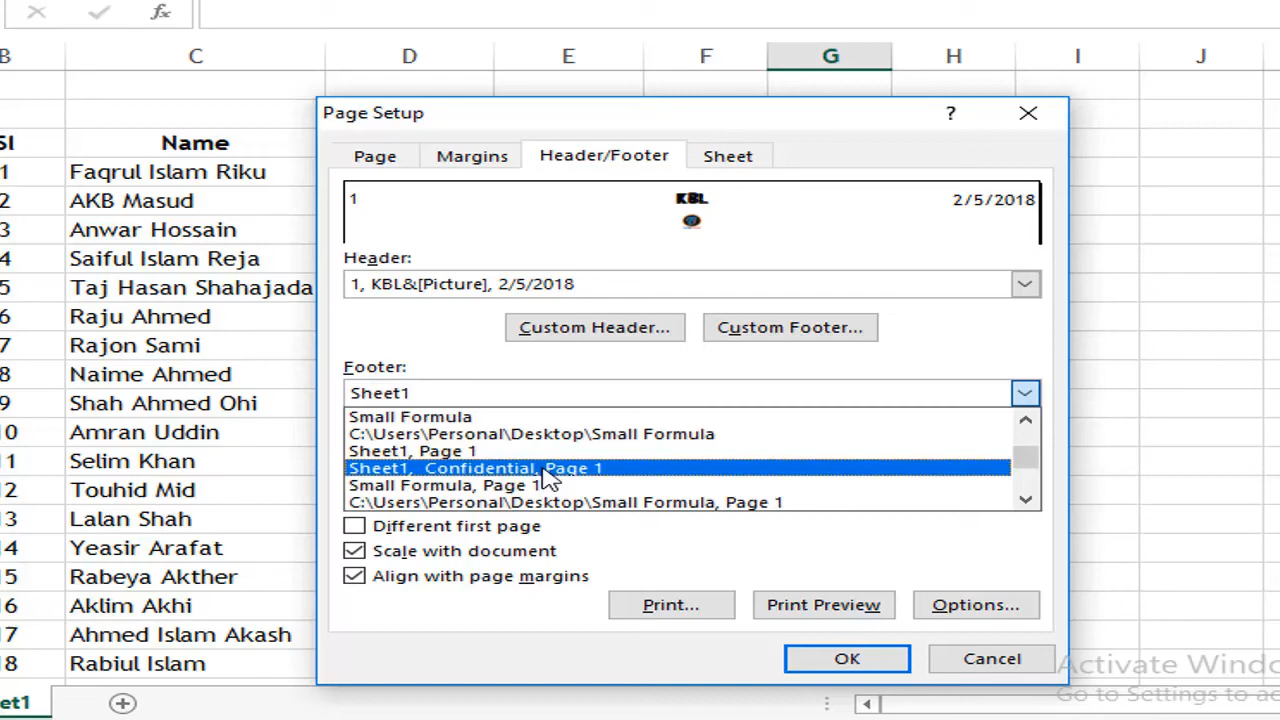 fx
B C D E F G H I J
SI Name
1 Faqrul Islam Riku
2 AKB Masud
3 Anwar Hossain
4 Saiful Islam Reja
5 Taj Hasan Shahajada
6 Raju Ahmed
7 Rajon Sami
8 Naime Ahmed
9 Shah Ahmed Ohi
10 Amran Uddin
11 Selim Khan
12 Touhid Mid
13 Lalan Shah
14 Yeasir Arafat
15 Rabeya Akther
16 Aklim Akhi
17 Ahmed Islam Akash
18 Rabiul Islam
Page Setup ?
Page Margins Header/Footer Sheet
1 KBL 2/5/2018
Header:
1, KBL&[Picture], 2/5/2018
Custom Header... Custom Footer...
Footer:
Sheet1
Small Formula
C:\Users\Personal\Desktop\Small Formula
Sheet1, Page 1
Sheet1, Confidential, Page 1
Small Formula, Page 1
C:\Users\Personal\Desktop\Small Formula, Page 1
Different first page
Scale with document
Align with page margins
Print... Print Preview Options...
OK Cancel
Activate Windo
Go to Settings to ac
eet1